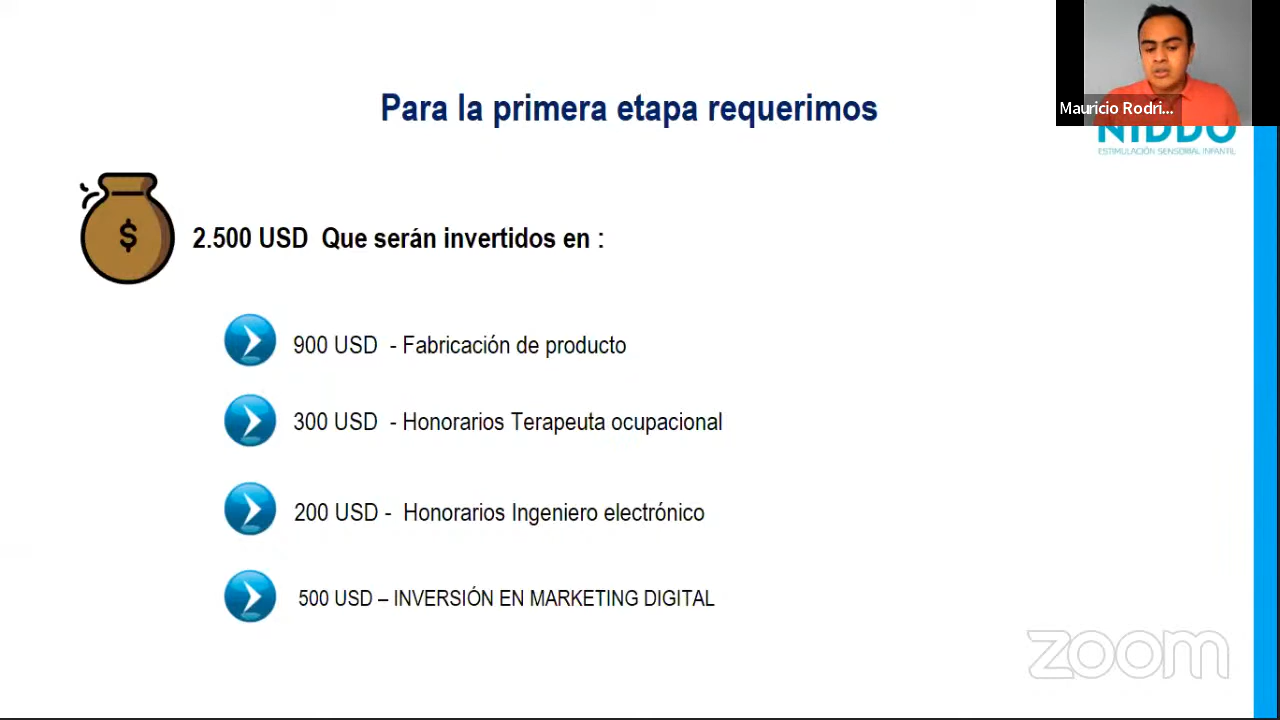 Para la primera etapa requerimos
Mauricio Rodri...
NIDDO
ESTIMULACIÓN SENSORIAL INFANTIL
$
2.500 USD Que serán invertidos en :
900 USD - Fabricación de producto
300 USD - Honorarios Terapeuta ocupacional
200 USD - Honorarios Ingeniero electrónico
500 USD – INVERSIÓN EN MARKETING DIGITAL
zoom